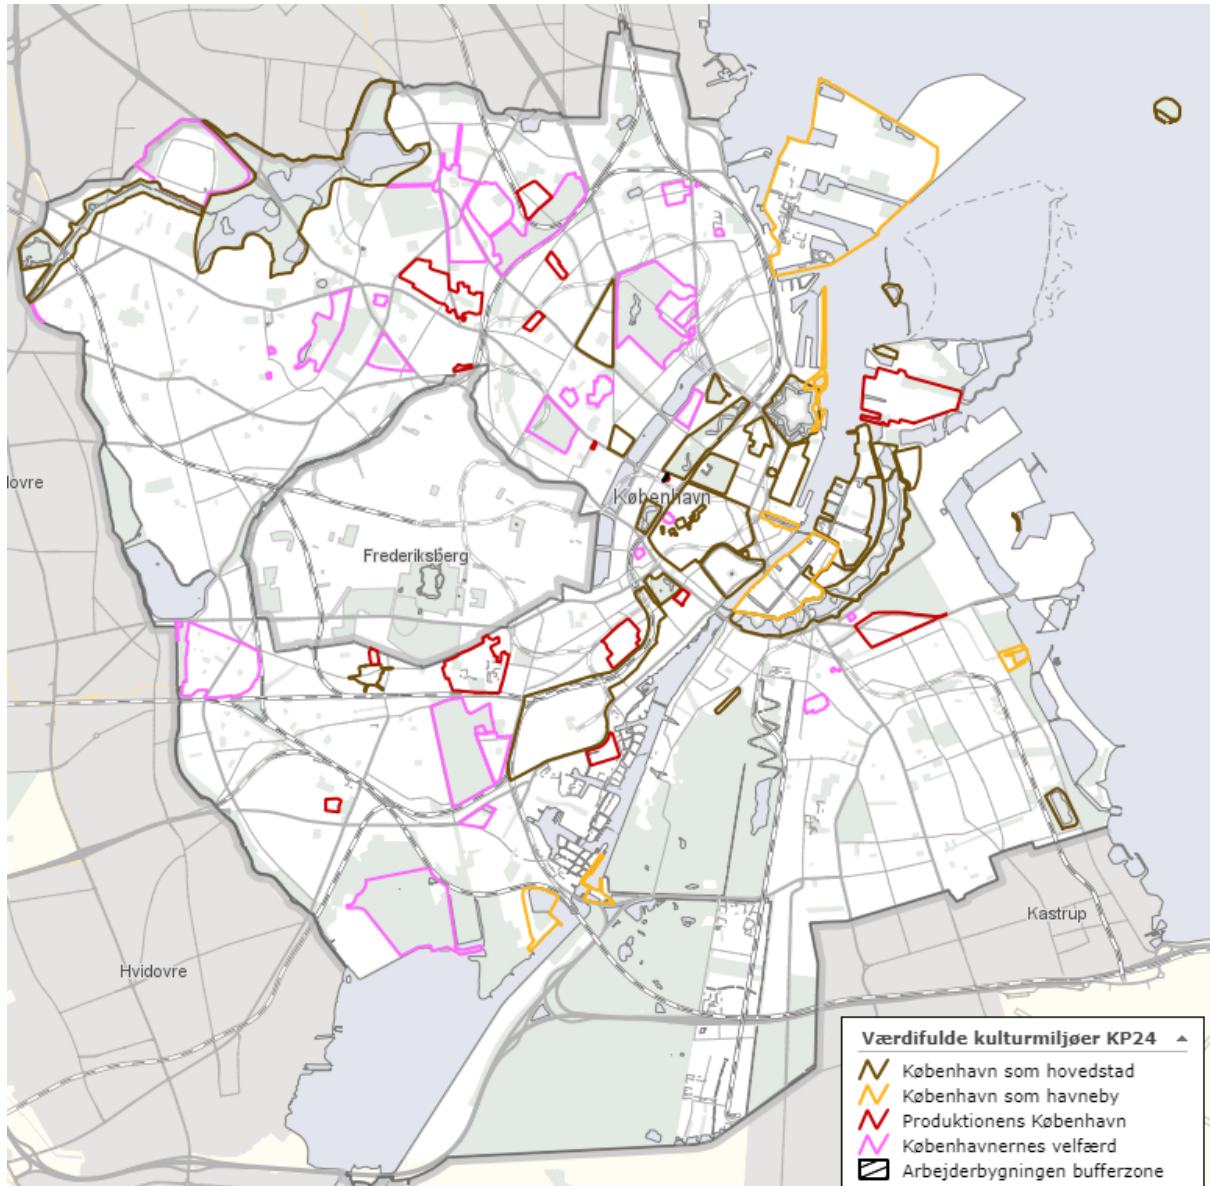 København
lovre
Frederiksberg
Kastrup
Hvidovre
Værdifulde kulturmiljøer KP24
København som hovedstad
København som havneby
Produktionens København
Københavnernes velfærd
Arbejderbygningen bufferzone